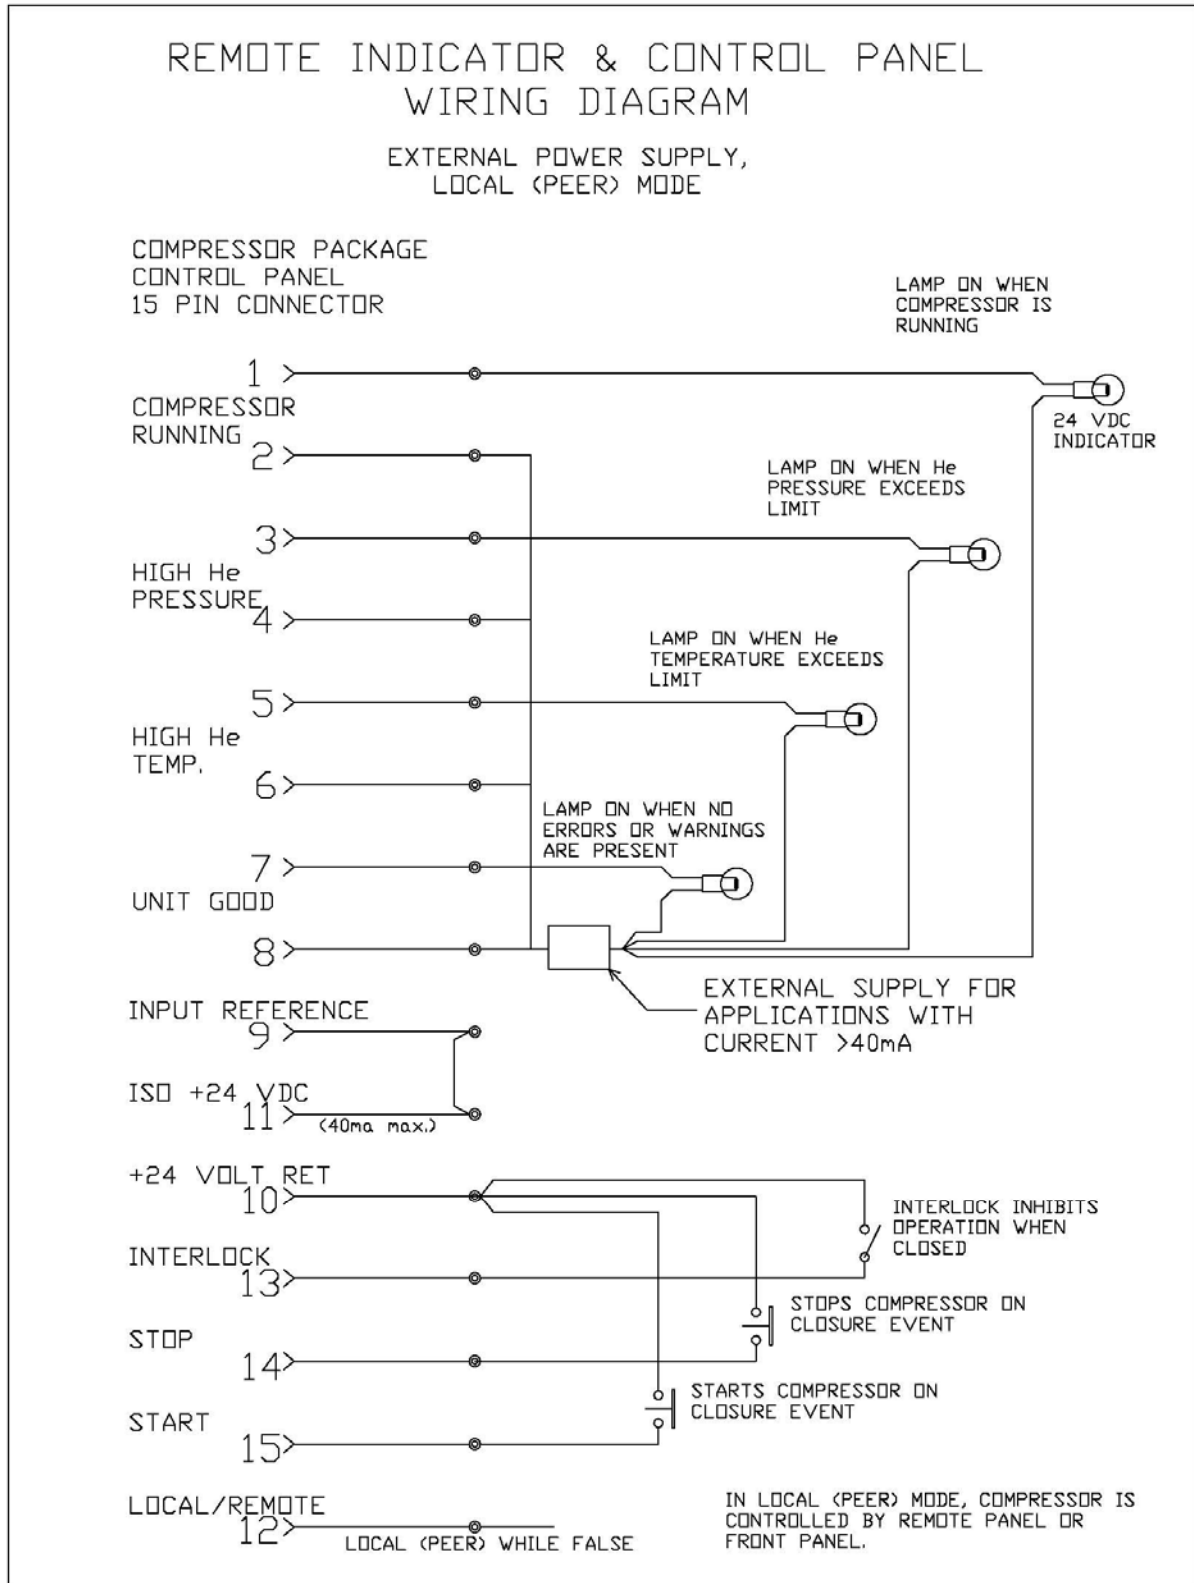 REMOTE INDICATOR & CONTROL PANEL
WIRING DIAGRAM
EXTERNAL POWER SUPPLY,
LOCAL (PEER) MODE
COMPRESSOR PACKAGE
CONTROL PANEL
15 PIN CONNECTOR
LAMP ON WHEN
COMPRESSOR IS
RUNNING
1
COMPRESSOR
RUNNING
2
24 VDC
INDICATOR
LAMP ON WHEN He
PRESSURE EXCEEDS
LIMIT
3
HIGH He
PRESSURE
4
LAMP ON WHEN He
TEMPERATURE EXCEEDS
LIMIT
5
HIGH He
TEMP.
6
LAMP ON WHEN NO
ERRORS OR WARNINGS
ARE PRESENT
7
UNIT GOOD
8
EXTERNAL SUPPLY FOR
APPLICATIONS WITH
CURRENT >40mA
INPUT REFERENCE
9
ISO +24 VDC
11
(40ma max.)
+24 VOLT RET
10
INTERLOCK INHIBITS
OPERATION WHEN
CLOSED
INTERLOCK
13
STOPS COMPRESSOR ON
CLOSURE EVENT
STOP
14
STARTS COMPRESSOR ON
CLOSURE EVENT
START
15
LOCAL/REMOTE
12
LOCAL (PEER) WHILE FALSE
IN LOCAL (PEER) MODE, COMPRESSOR IS
CONTROLLED BY REMOTE PANEL OR
FRONT PANEL.